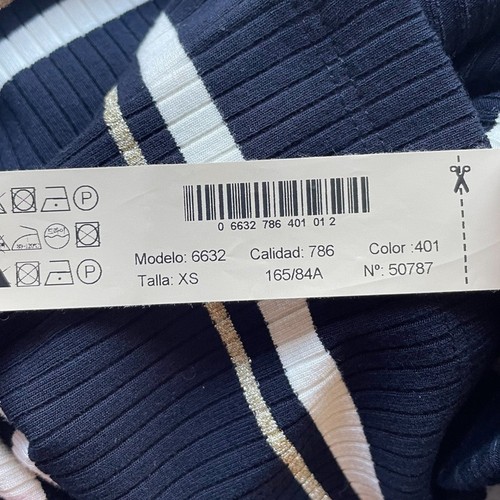 0 6632 786 401 01 2
Modelo: 6632 Calidad: 786 Color :401
Talla: XS 165/84A Nº: 50787
P
P